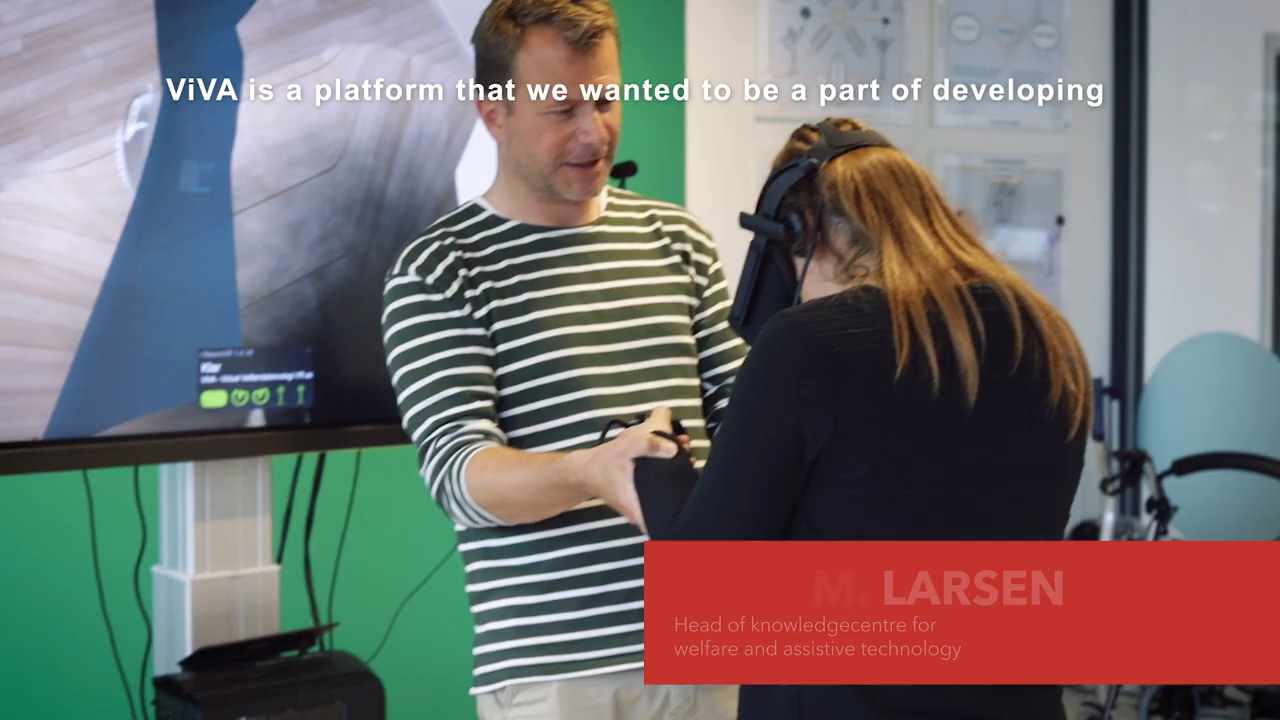 ViVA is a platform that we wanted to be a part of developing
Klar
M. LARSEN
Head of knowledgecentre for
welfare and assistive technology